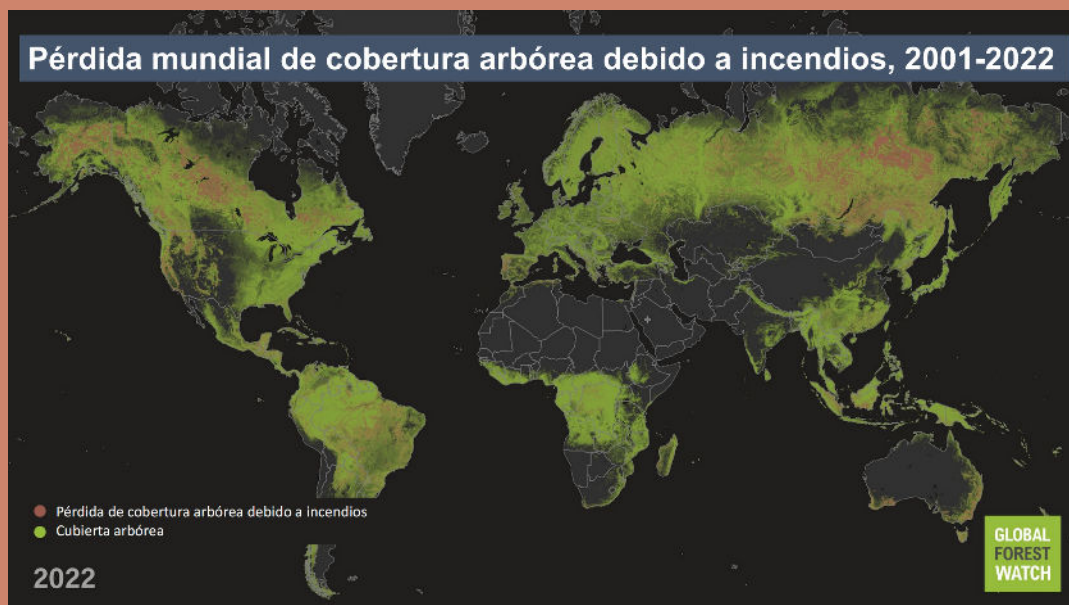 Pérdida mundial de cobertura arbórea debido a incendios, 2001-2022
Pérdida de cobertura arbórea debido a incendios
Cubierta arbórea
2022
GLOBAL
FOREST
WATCH